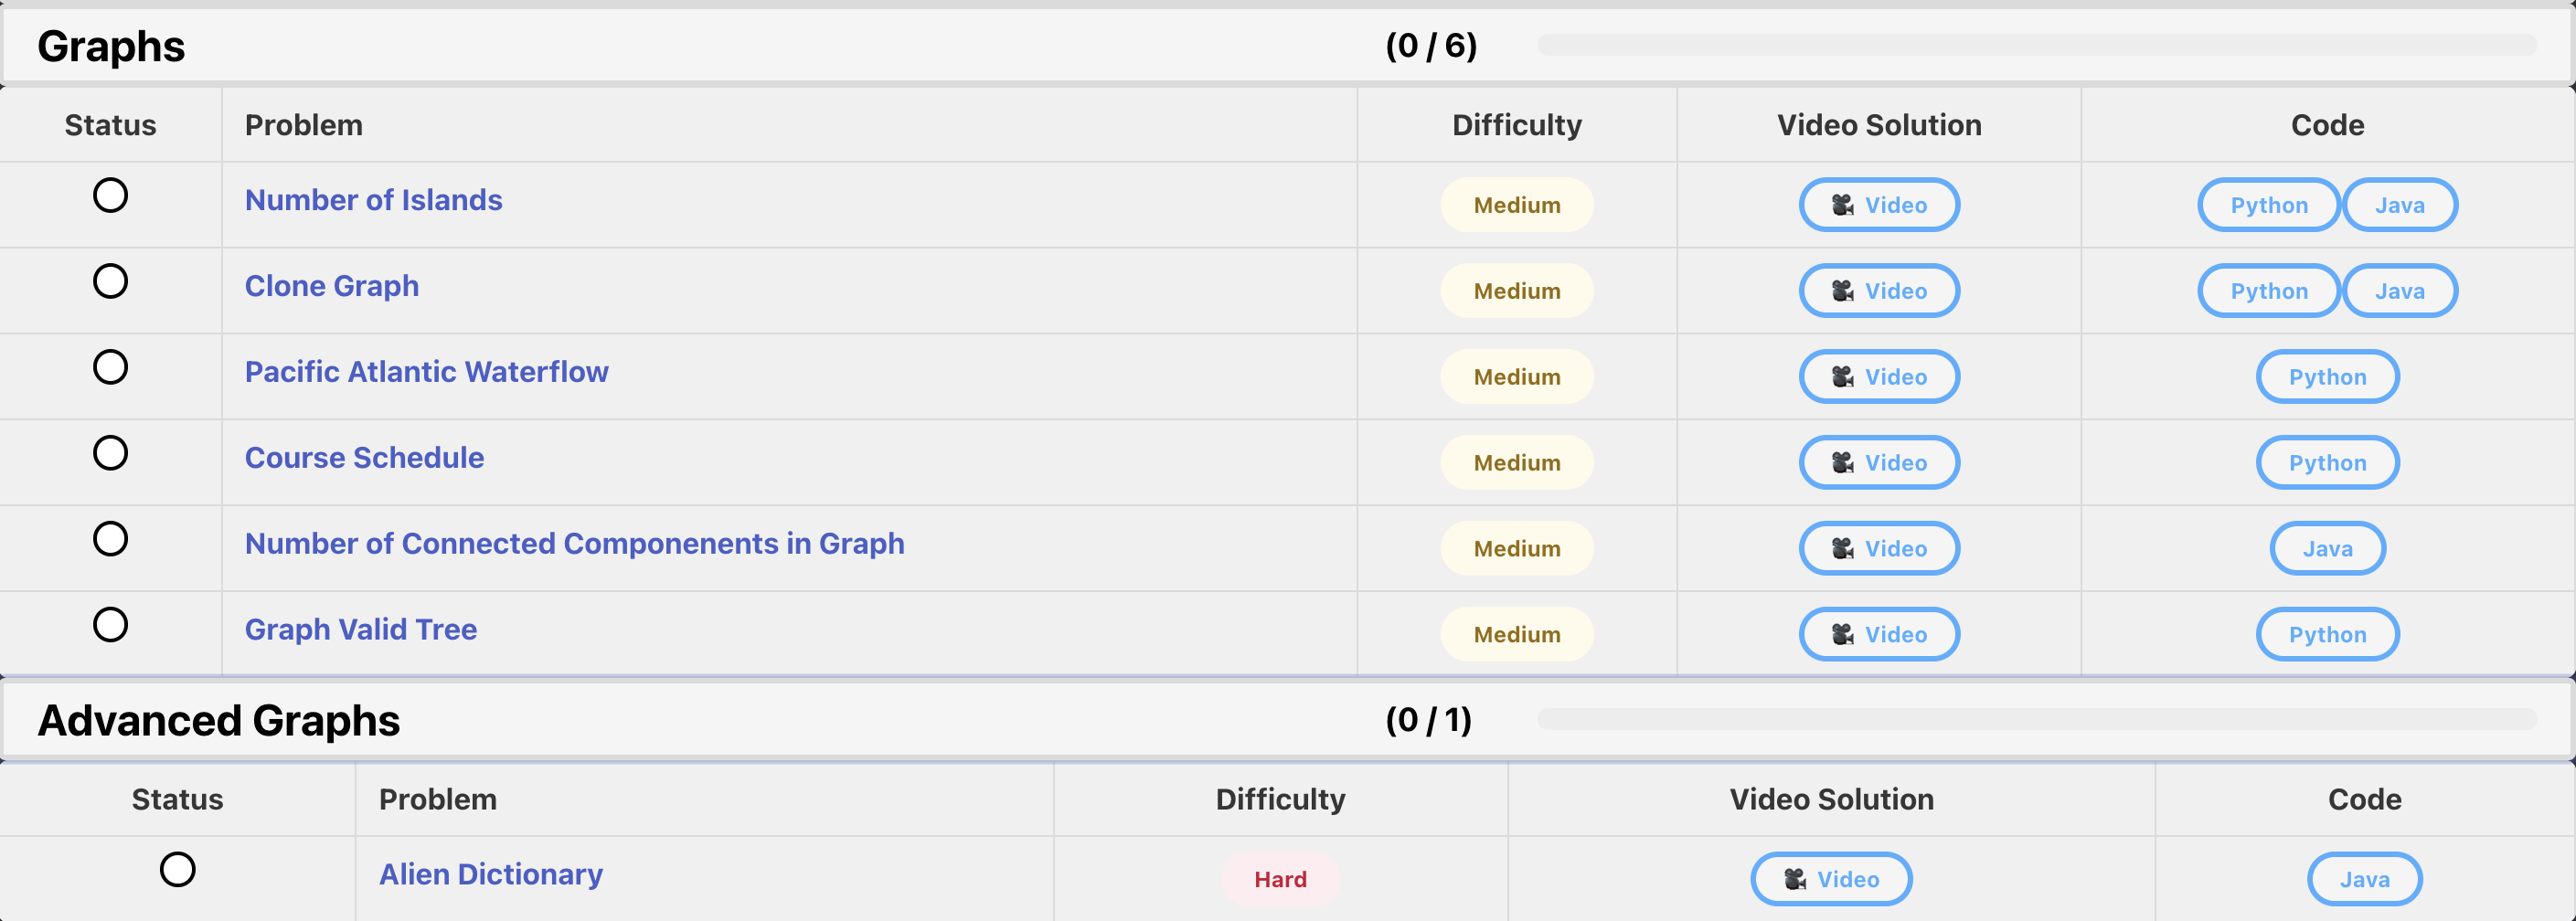 Graphs (0 / 6)
Status Problem Difficulty Video Solution Code
Number of Islands Medium Video Python Java
Clone Graph Medium Video Python Java
Pacific Atlantic Waterflow Medium Video Python
Course Schedule Medium Video Python
Number of Connected Componenents in Graph Medium Video Java
Graph Valid Tree Medium Video Python
Advanced Graphs (0 / 1)
Status Problem Difficulty Video Solution Code
Alien Dictionary Hard Video Java